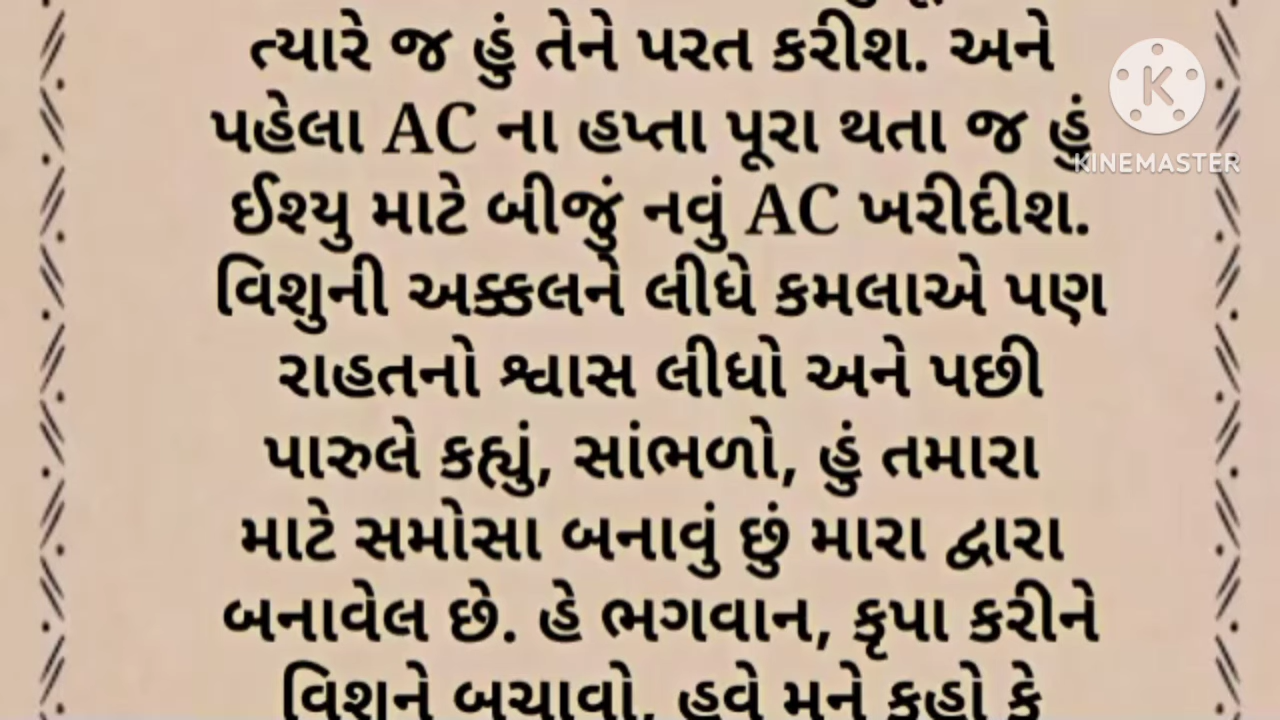 ત્યારે જ હું તેને પરત કરીશ. અને
પહેલા AC ના હપ્તા પૂરા થતા જ હું
ઈશ્યુ માટે બીજું નવું AC ખરીદીશ.
વિશુની અક્કલને લીધે કમલાએ પણ
રાહતનો શ્વાસ લીધો અને પછી
પારુલે કહ્યું, સાંભળો, હું તમારા
માટે સમોસા બનાવું છું મારા દ્વારા
બનાવેલ છે. હે ભગવાન, કૃપા કરીને
વિશુને બચાવો, હવે મને કહો કે
K
KINEMASTER